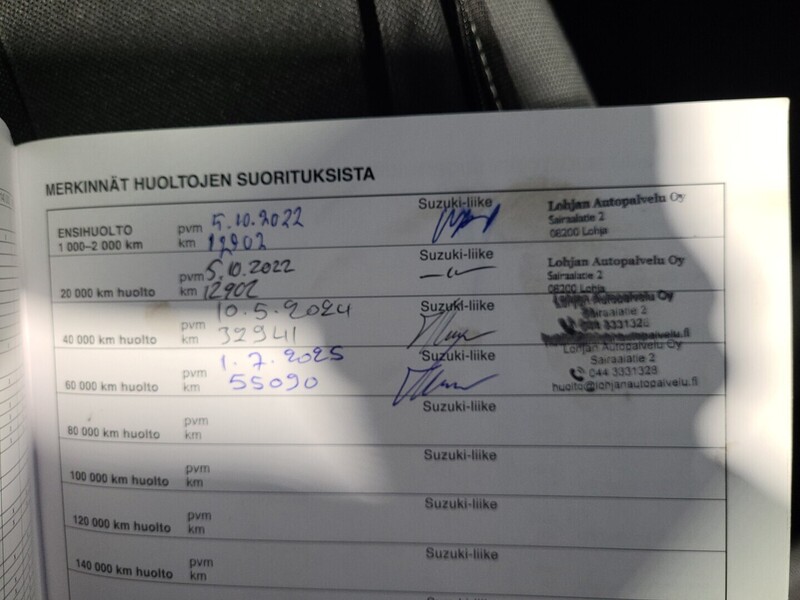 MERKINNÄT HUOLTOJEN SUORITUKSISTA
ENSIHUOLTO
1 000–2 000 km
pvm 5.10.2022
km 12902
Suzuki-liike
Lohjan Autopalvelu Oy
Sairaalatie 2
08200 Lohja
20 000 km huolto
pvm 5.10.2022
km 12902
Suzuki-liike
Lohjan Autopalvelu Oy
Sairaalatie 2
08200 Lohja
40 000 km huolto
pvm 10.5.2024
km 32941
Suzuki-liike
Sairaalatie 2
044 3331328
60 000 km huolto
pvm 1.7.2025
km 55090
Suzuki-liike
Lohjan Autopalvelu Oy
Sairaalatie 2
044 3331328
huolto@lohjanautopalvelu.fi
80 000 km huolto
pvm
km
Suzuki-liike
100 000 km huolto
pvm
km
Suzuki-liike
120 000 km huolto
pvm
km
Suzuki-liike
140 000 km huolto
pvm
km
Suzuki-liike